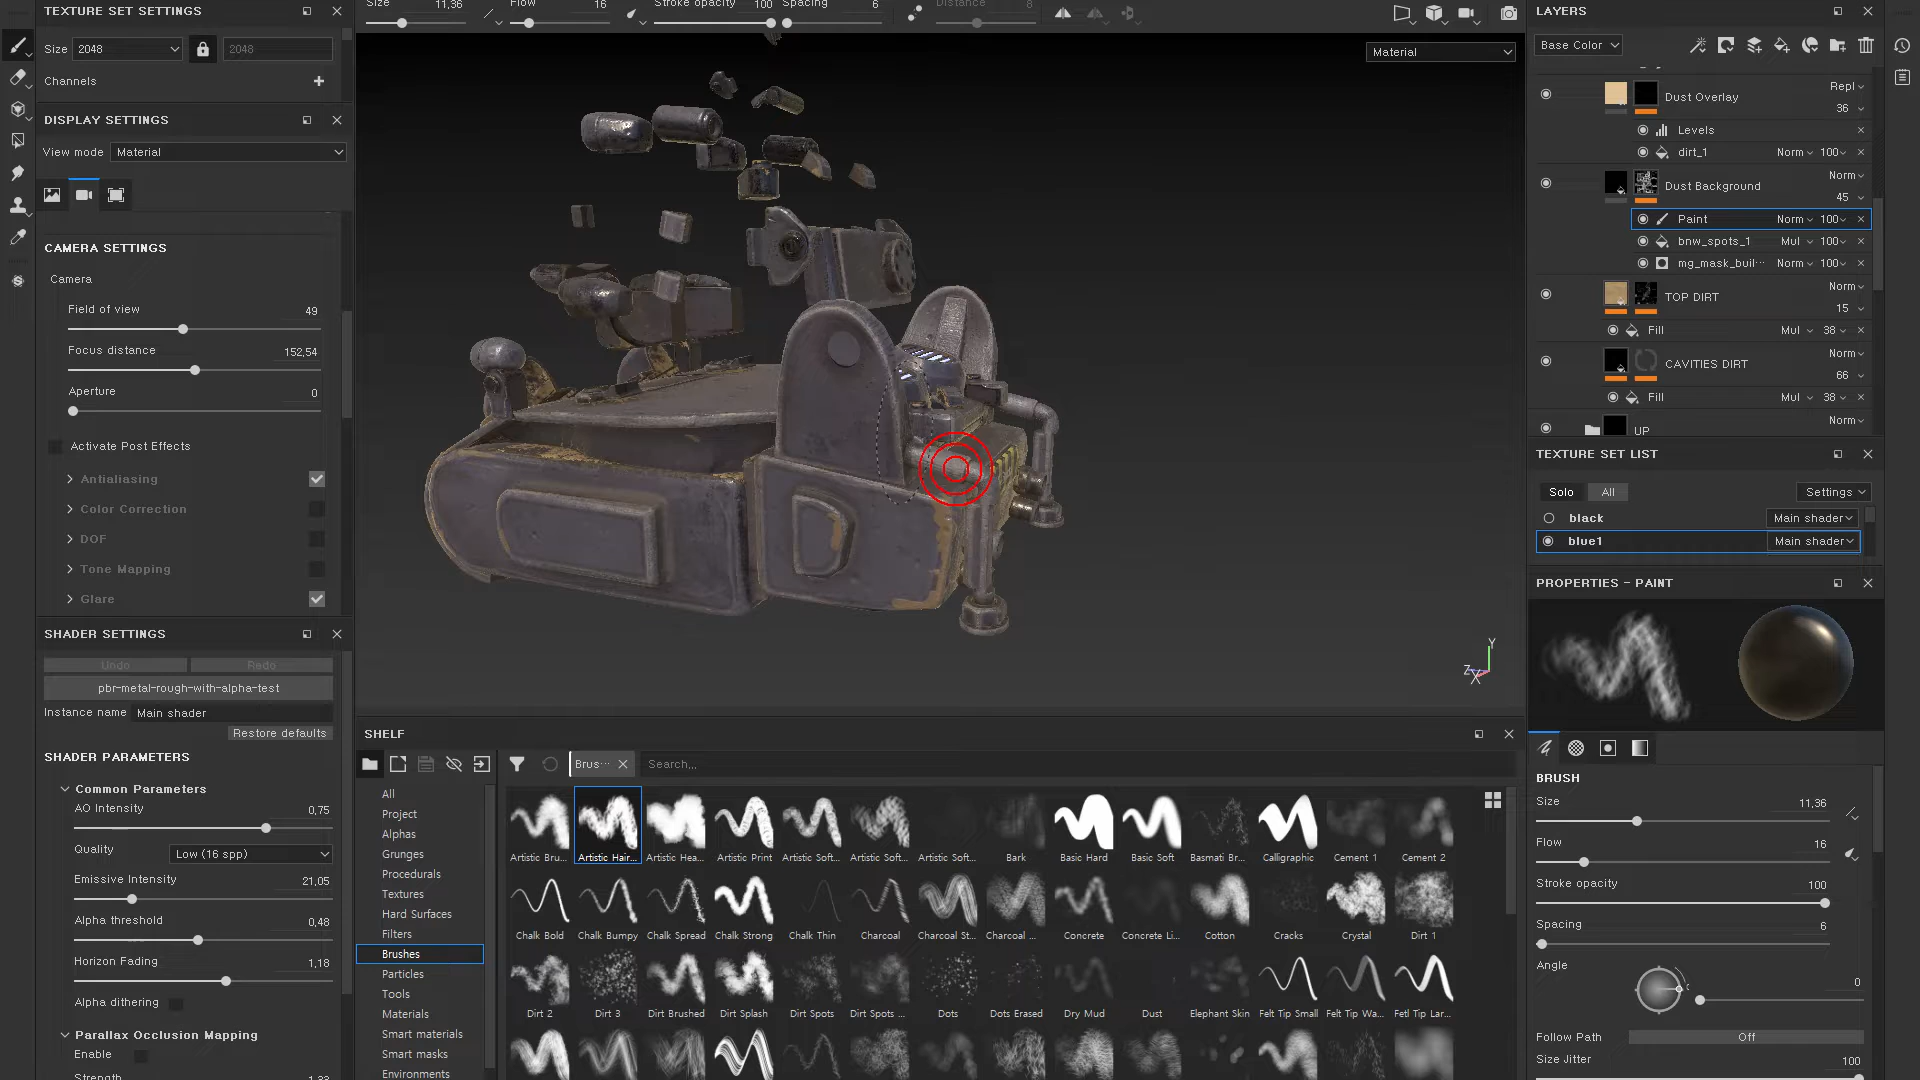 TEXTURE SET SETTINGS
Size 2048 2048
Channels
DISPLAY SETTINGS
View mode Material
CAMERA SETTINGS
Camera
Field of view 49
Focus distance 152,54
Aperture 0
Activate Post Effects
Antialiasing
Color Correction
DOF
Tone Mapping
Glare
SHADER SETTINGS
Undo Redo
pbr-metal-rough-with-alpha-test
Instance name Main shader
Restore defaults
SHADER PARAMETERS
Common Parameters
AO Intensity 0,75
Quality Low (16 spp)
Emissive Intensity 21,05
Alpha threshold 0,48
Horizon Fading 1,18
Alpha dithering
Parallax Occlusion Mapping
Enable
Strength 1,33
Size 11,36 Flow 16 Stroke opacity 100 Spacing 6 Distance 8
Material
Y
Z
X
SHELF
Brus··· Search...
All
Project
Alphas
Grunges
Procedurals
Textures
Hard Surfaces
Filters
Brushes
Particles
Tools
Materials
Smart materials
Smart masks
Environments
Artistic Bru... Artistic Hair... Artistic Hea... Artistic Print Artistic Soft... Artistic Soft... Artistic Soft... Bark Basic Hard Basic Soft Basmati Br... Calligraphic Cement 1 Cement 2
Chalk Bold Chalk Bumpy Chalk Spread Chalk Strong Chalk Thin Charcoal Charcoal St... Charcoal ... Concrete Concrete Li... Cotton Cracks Crystal Dirt 1
Dirt 2 Dirt 3 Dirt Brushed Dirt Splash Dirt Spots Dirt Spots ... Dots Dots Erased Dry Mud Dust Elephant Skin Felt Tip Small Felt Tip Wa... Fetl Tip Lar...
LAYERS
Base Color
Dust Overlay Repl 36
Levels
dirt_1 Norm 100
Dust Background Norm 45
Paint Norm 100
bnw_spots_1 Mul 100
mg_mask_buil··· Norm 100
TOP DIRT Norm 15
Fill Mul 38
CAVITIES DIRT Norm 66
Fill Mul 38
UP Norm
TEXTURE SET LIST
Solo All Settings
black Main shader
blue1 Main shader
PROPERTIES - PAINT
BRUSH
Size 11,36
Flow 16
Stroke opacity 100
Spacing 6
Angle 0
Follow Path Off
Size Jitter 100